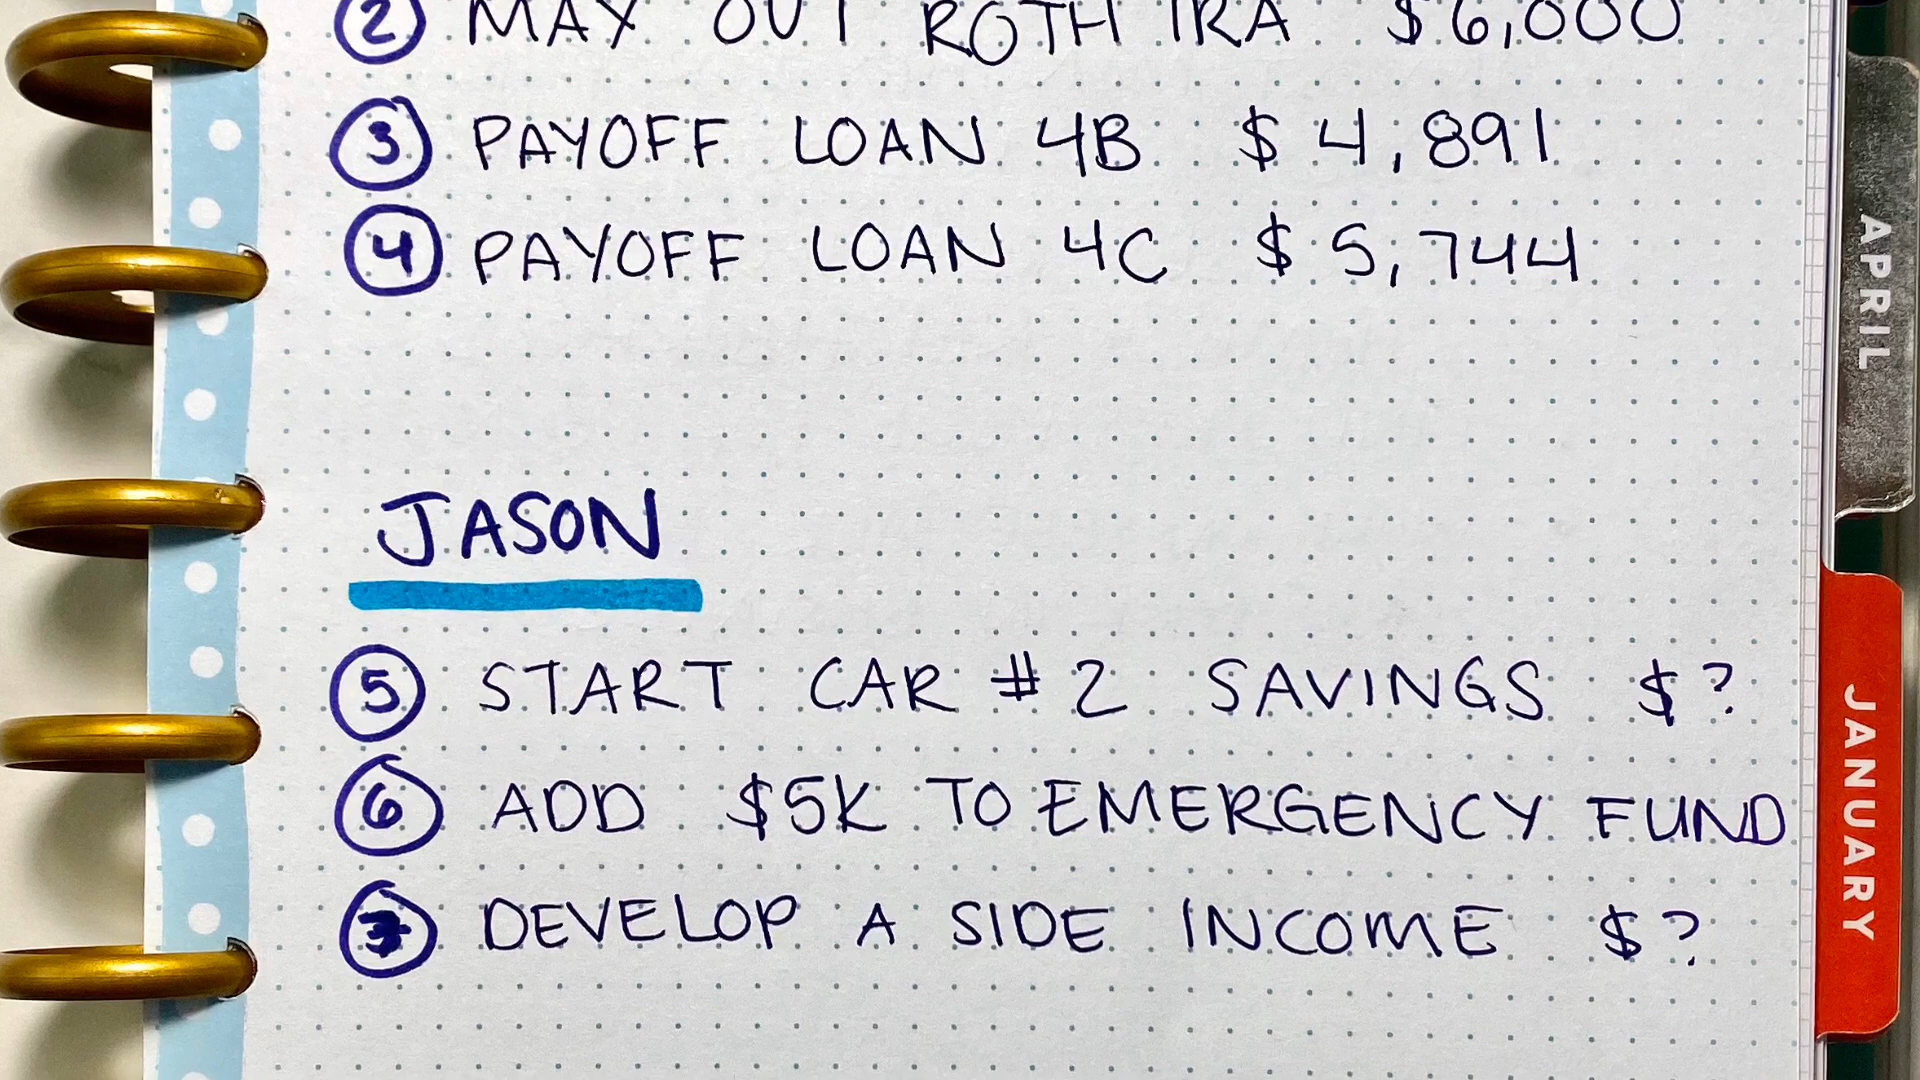 ② MAX OUT ROTH IRA $6,000
③ PAYOFF LOAN 4B $4,891
④ PAYOFF LOAN 4C $5,744
JASON
⑤ START CAR #2 SAVINGS $?
⑥ ADD $5K TO EMERGENCY FUND
⑦ DEVELOP A SIDE INCOME $?
APRIL
JANUARY